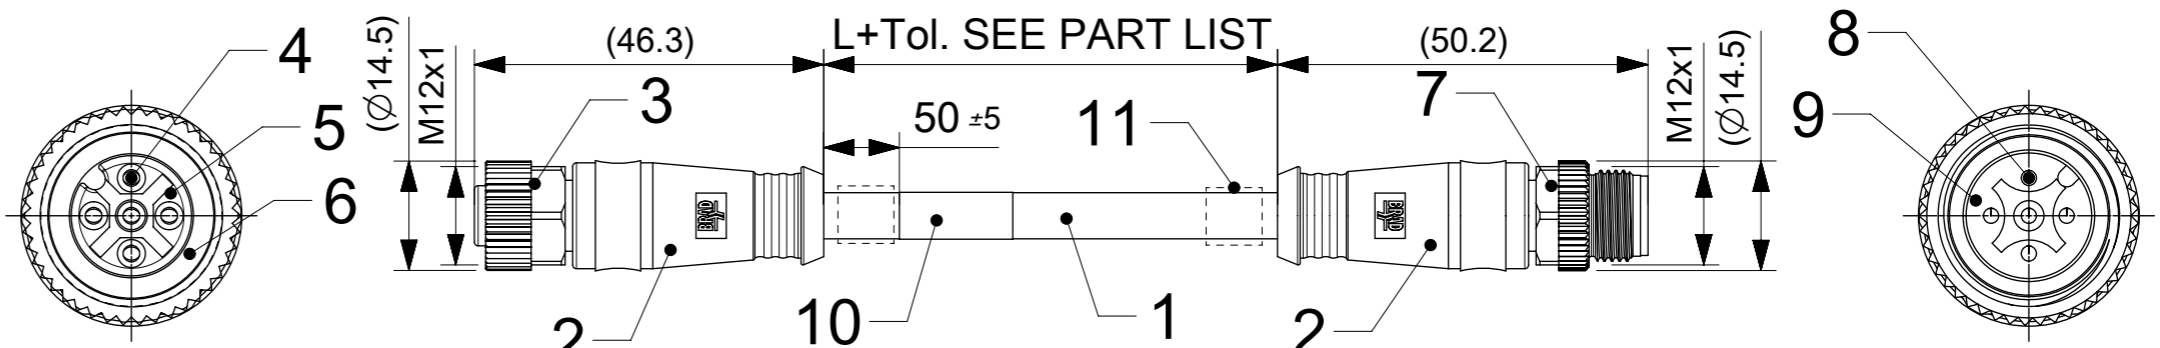 4
5
6
(Ø14.5)
M12x1
(46.3)
3
L+Tol. SEE PART LIST
50 ±5
11
(50.2)
7
M12x1
(Ø14.5)
8
9
BRAD
BRAD
2
10
1
2